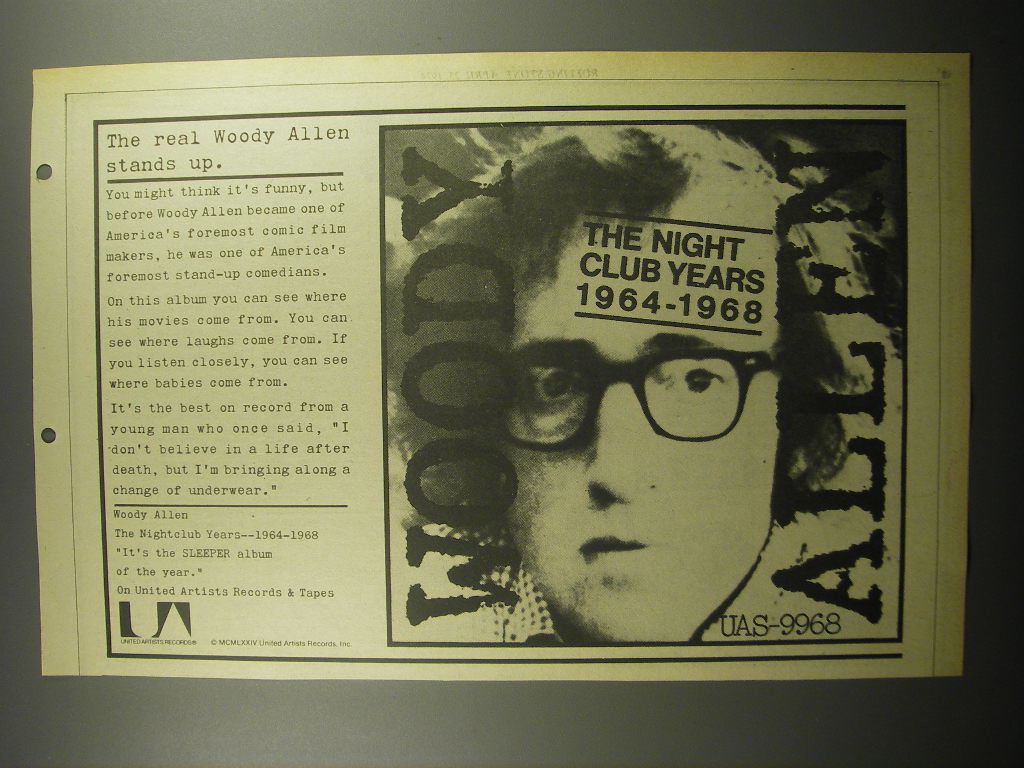 The real Woody Allen
stands up.
You might think it's funny, but
before Woody Allen became one of
America's foremost comic film
makers, he was one of America's
foremost stand-up comedians.
On this album you can see where
his movies come from. You can
see where laughs come from. If
you listen closely, you can see
where babies come from.
It's the best on record from a
young man who once said, "I
don't believe in a life after
death, but I'm bringing along a
change of underwear."
Woody Allen
The Nightclub Years--1964-1968
"It's the SLEEPER album
of the year."
On United Artists Records & Tapes
UA
UNITED ARTISTS RECORDS®
© MCMLXXIV United Artists Records, Inc.
WOODY
ALLEN
THE NIGHT
CLUB YEARS
1964-1968
UAS-9968